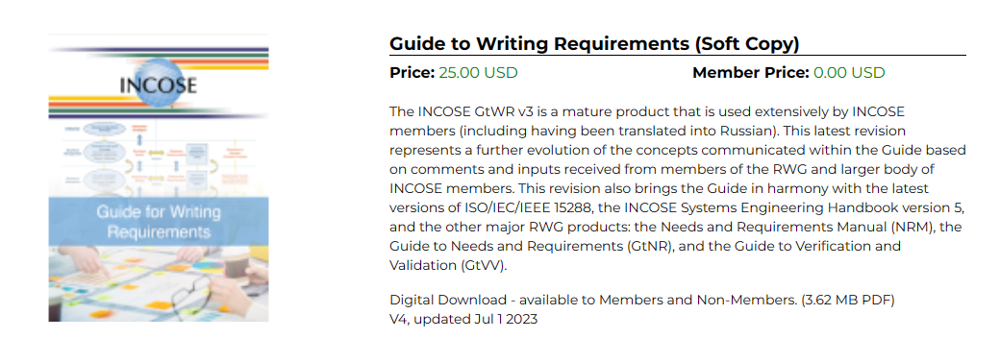 INCOSE
Guide for Writing
Requirements
Guide to Writing Requirements (Soft Copy)
Price: 25.00 USD
Member Price: 0.00 USD
The INCOSE GtWR v3 is a mature product that is used extensively by INCOSE
members (including having been translated into Russian). This latest revision
represents a further evolution of the concepts communicated within the Guide based
on comments and inputs received from members of the RWG and larger body of
INCOSE members. This revision also brings the Guide in harmony with the latest
versions of ISO/IEC/IEEE 15288, the INCOSE Systems Engineering Handbook version 5,
and the other major RWG products: the Needs and Requirements Manual (NRM), the
Guide to Needs and Requirements (GtNR), and the Guide to Verification and
Validation (GtVV).
Digital Download - available to Members and Non-Members. (3.62 MB PDF)
V4, updated Jul 1 2023